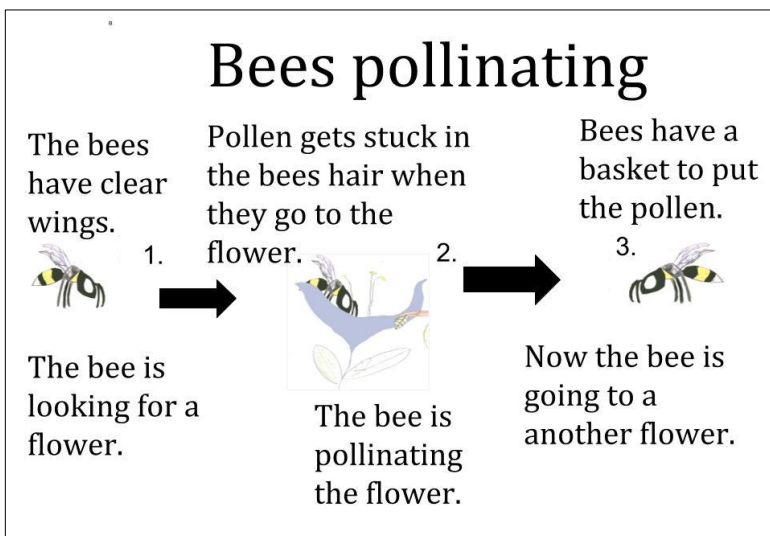 Bees pollinating
The bees
have clear
wings.
1.
The bee is
looking for a
flower.
Pollen gets stuck in
the bees hair when
they go to the
flower.
2.
The bee is
pollinating
the flower.
Bees have a
basket to put
the pollen.
3.
Now the bee is
going to a
another flower.